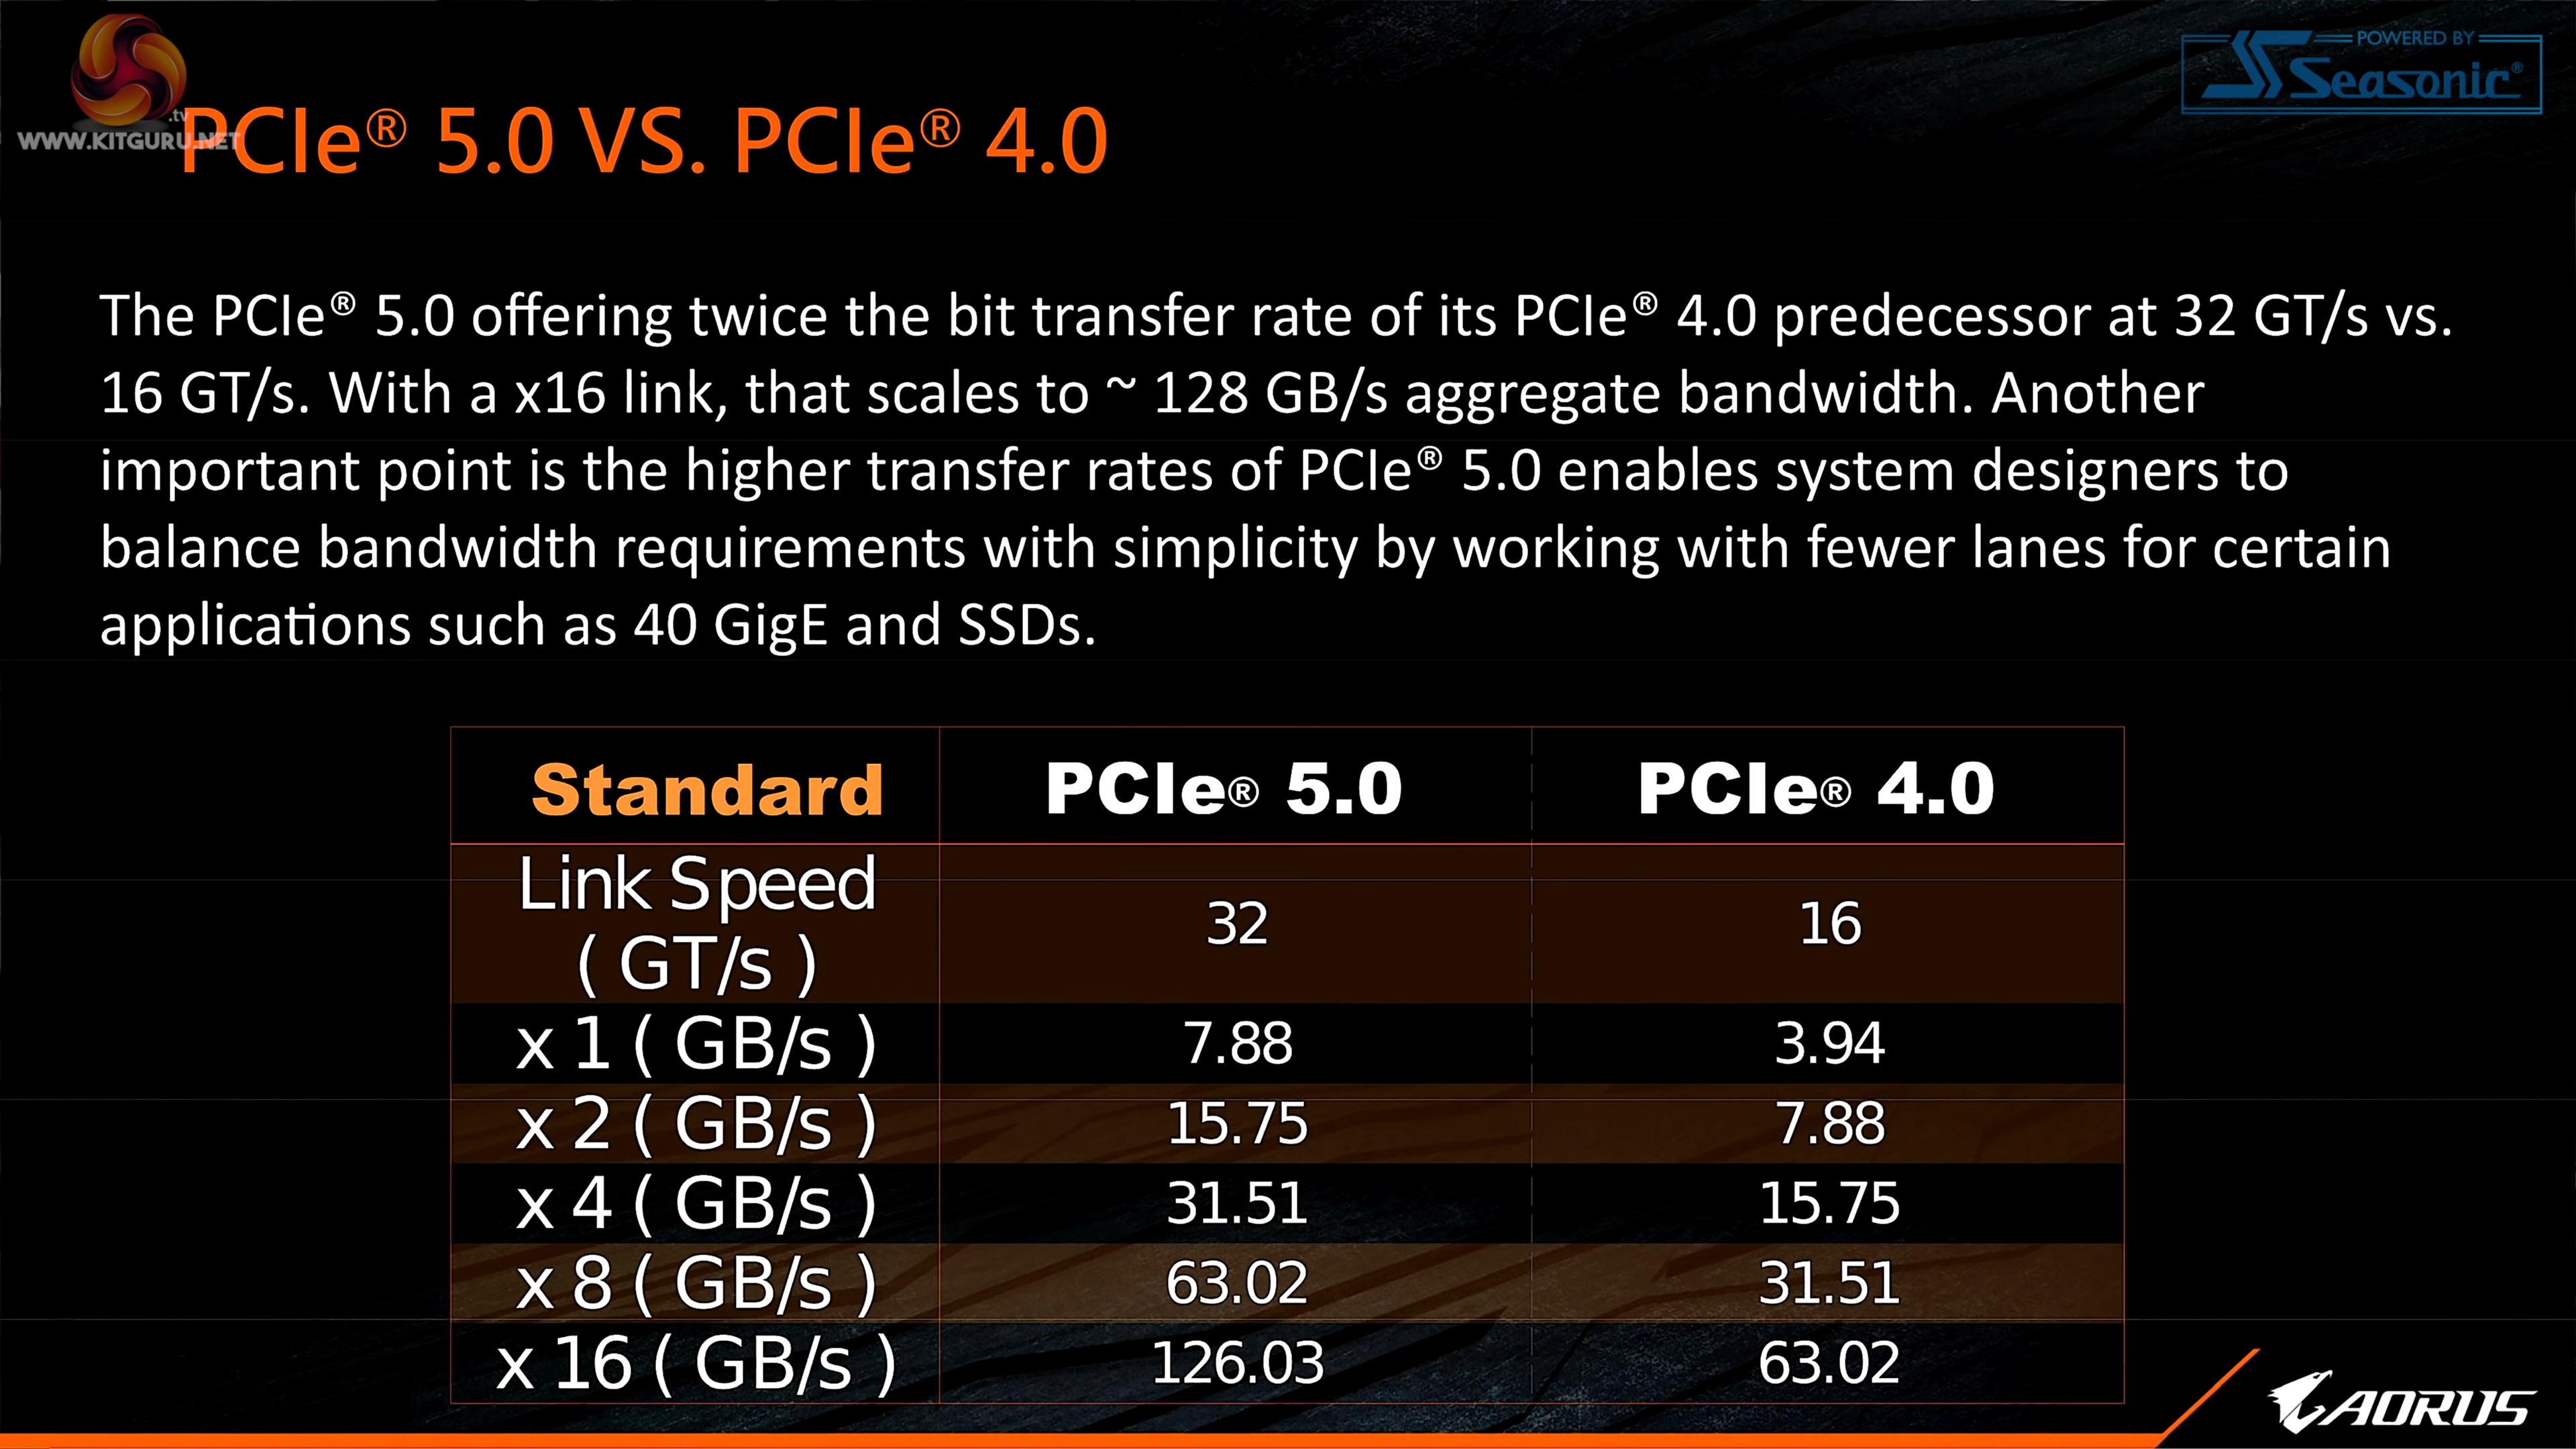 POWERED BY
Seasonic®
.tv
WWW.KITGURU.NET
PCIe® 5.0 VS. PCIe® 4.0
The PCIe® 5.0 offering twice the bit transfer rate of its PCIe® 4.0 predecessor at 32 GT/s vs.
16 GT/s. With a x16 link, that scales to ~ 128 GB/s aggregate bandwidth. Another
important point is the higher transfer rates of PCIe® 5.0 enables system designers to
balance bandwidth requirements with simplicity by working with fewer lanes for certain
applications such as 40 GigE and SSDs.
Standard PCIe® 5.0 PCIe® 4.0
Link Speed
( GT/s ) 32 16
x 1 ( GB/s ) 7.88 3.94
x 2 ( GB/s ) 15.75 7.88
x 4 ( GB/s ) 31.51 15.75
x 8 ( GB/s ) 63.02 31.51
x 16 ( GB/s ) 126.03 63.02
AORUS